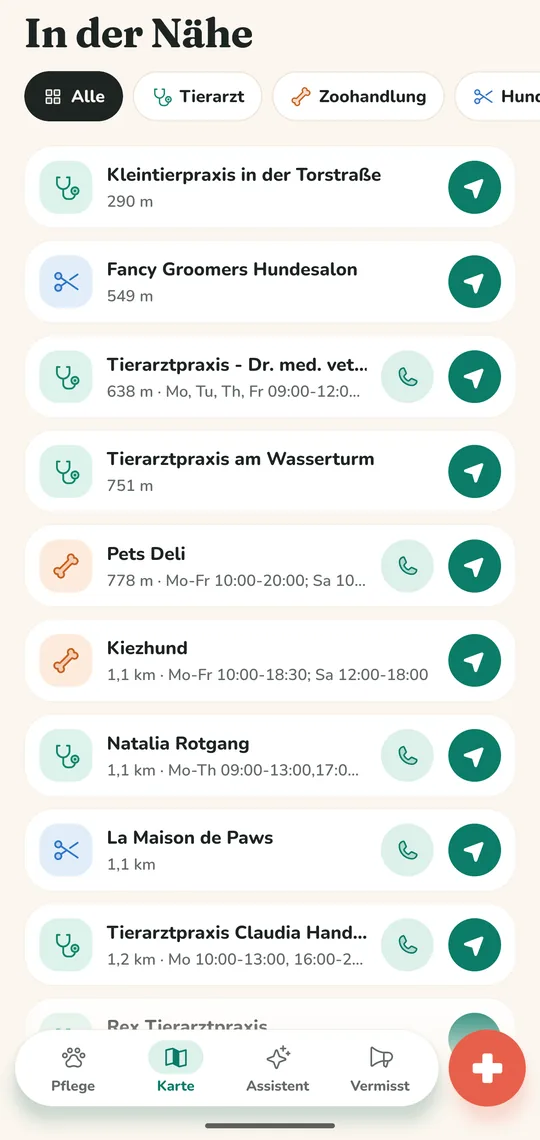 In der Nähe
Alle
Tierarzt
Zoohandlung
Hund
Kleintierpraxis in der Torstraße
290 m
Fancy Groomers Hundesalon
549 m
Tierarztpraxis - Dr. med. vet...
638 m · Mo, Tu, Th, Fr 09:00-12:0...
Tierarztpraxis am Wasserturm
751 m
Pets Deli
778 m · Mo-Fr 10:00-20:00; Sa 10...
Kiezhund
1,1 km · Mo-Fr 10:00-18:30; Sa 12:00-18:00
Natalia Rotgang
1,1 km · Mo-Th 09:00-13:00,17:0...
La Maison de Paws
1,1 km
Tierarztpraxis Claudia Hand...
1,2 km · Mo 10:00-13:00, 16:00-2...
Rex Tierarztpraxis
Pflege
Karte
Assistent
Vermisst